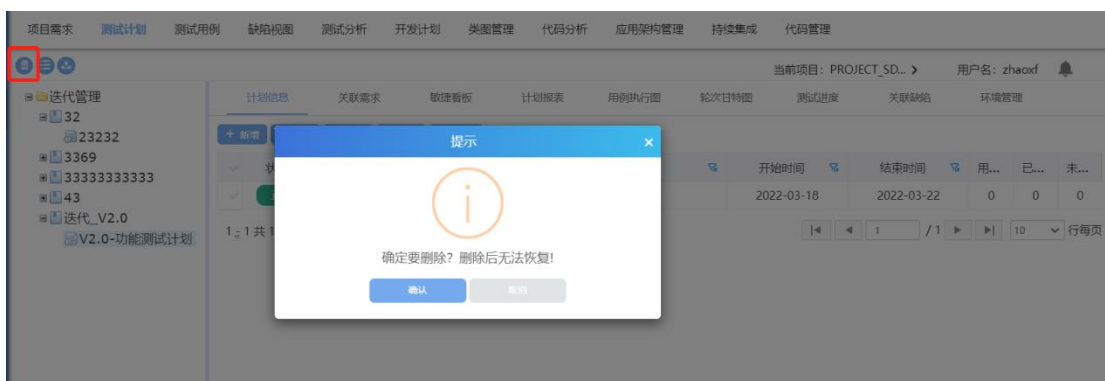 项目需求 测试计划 测试用例 缺陷视图 测试分析 开发计划 类图管理 代码分析 应用架构管理 持续集成 代码管理
当前项目：PROJECT_SD... 用户名：zhaoxf
迭代管理
32
23232
3369
33333333333
43
迭代_V2.0
V2.0-功能测试计划
计划信息 关联需求 敏捷看板 计划报表 用例执行图 轮次甘特图 测试进度 关联缺陷 环境管理
+ 新增
开始时间 结束时间 用... 已... 未...
2022-03-18 2022-03-22 0 0 0
1 - 1 共 1
1 / 1 10 行每页
提示 ×
确定要删除？删除后无法恢复!
确认 取消